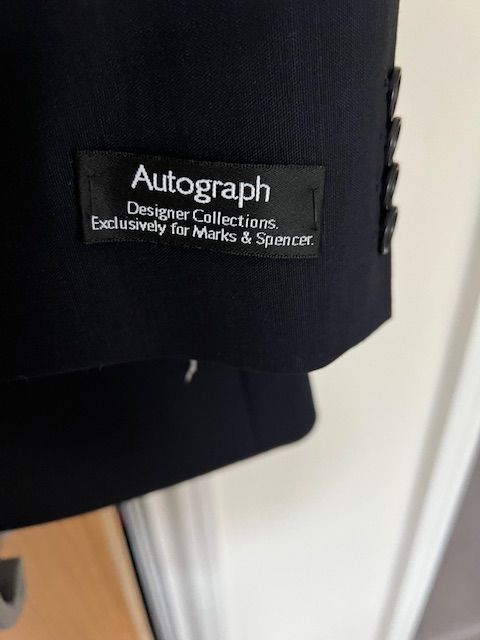 Autograph
Designer Collections.
Exclusively for Marks & Spencer.